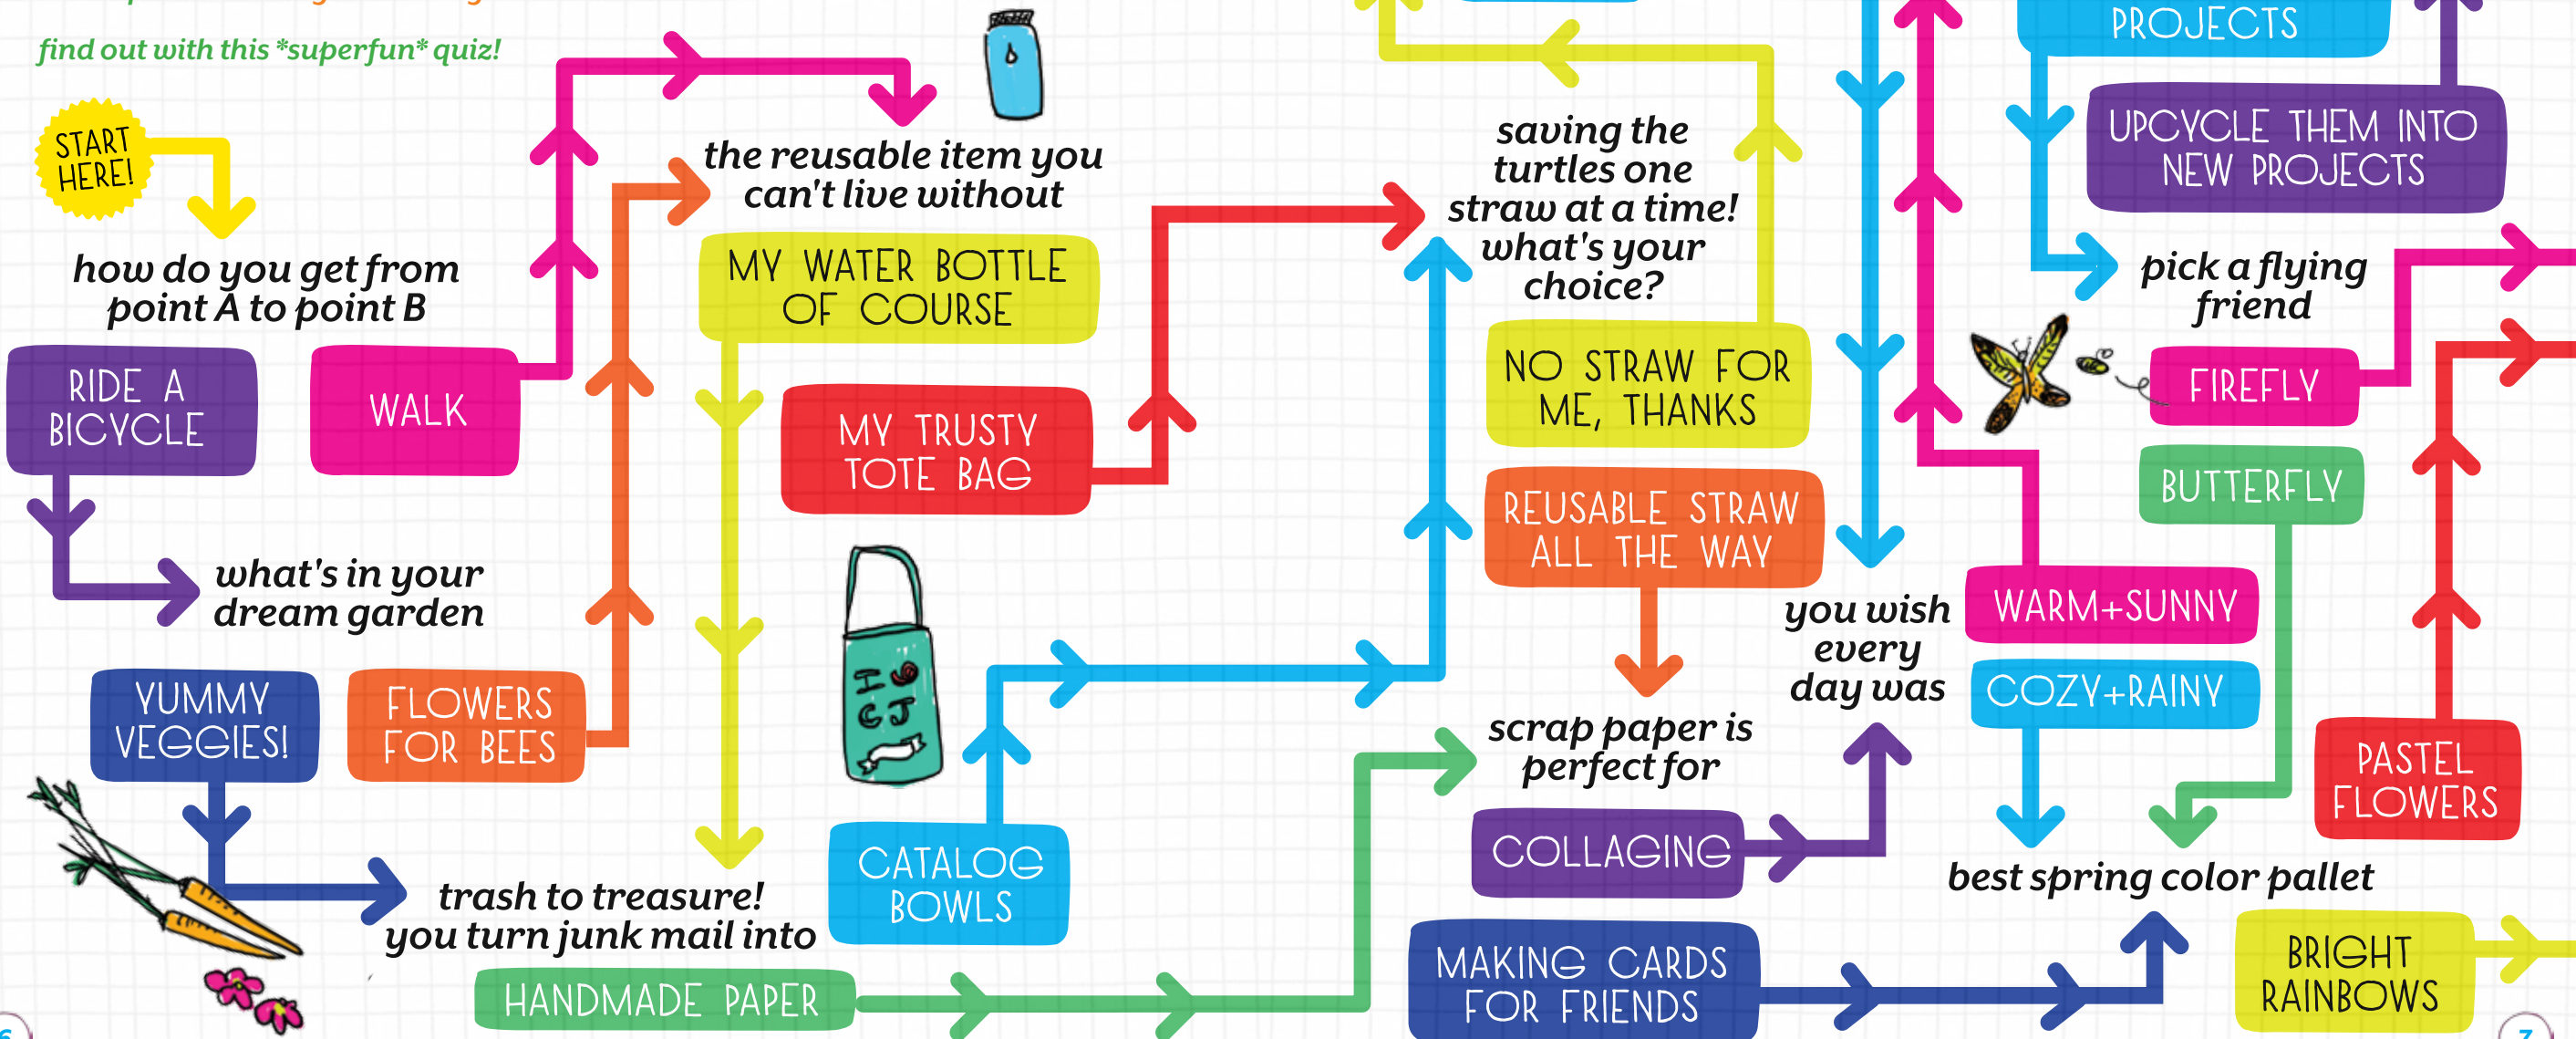 find out with this *superfun* quiz!
START
HERE!
how do you get from
point A to point B
RIDE A
BICYCLE
WALK
what's in your
dream garden
YUMMY
VEGGIES!
FLOWERS
FOR BEES
the reusable item you
can't live without
MY WATER BOTTLE
OF COURSE
MY TRUSTY
TOTE BAG
trash to treasure!
you turn junk mail into
CATALOG
BOWLS
HANDMADE PAPER
saving the
turtles one
straw at a time!
what's your
choice?
NO STRAW FOR
ME, THANKS
REUSABLE STRAW
ALL THE WAY
scrap paper is
perfect for
COLLAGING
MAKING CARDS
FOR FRIENDS
you wish
every
day was
WARM+SUNNY
COZY+RAINY
PROJECTS
UPCYCLE THEM INTO
NEW PROJECTS
pick a flying
friend
FIREFLY
BUTTERFLY
best spring color pallet
PASTEL
FLOWERS
BRIGHT
RAINBOWS